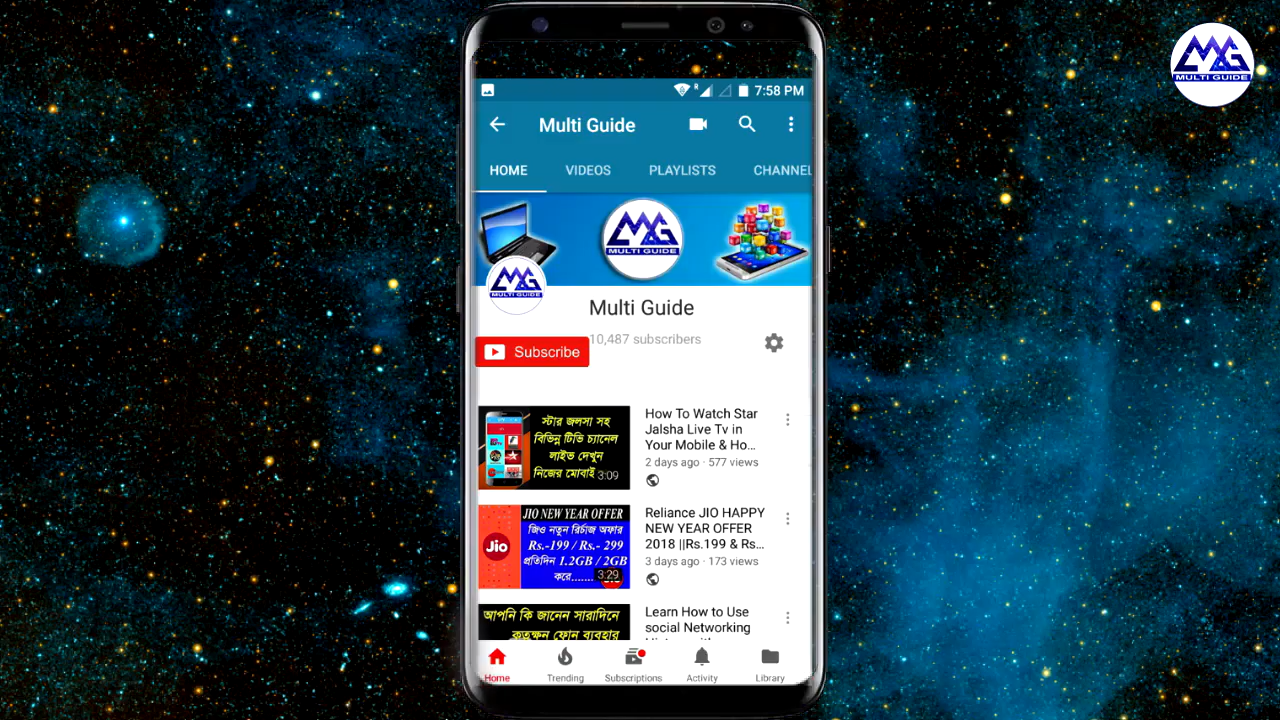 MG
MULTI GUIDE
R
7:58 PM
Multi Guide
HOME VIDEOS PLAYLISTS CHANNEL
MG
MULTI GUIDE
MG
MULTI GUIDE
Multi Guide
10,487 subscribers
Subscribe
স্টার জলসা সহ
বিভিন্ন টিভি চ্যানেল
লাইভ দেখুন
নিজের মোবাই
3:09
How To Watch Star
Jalsha Live Tv in
Your Mobile & Ho...
2 days ago · 577 views
JIO NEW YEAR OFFER
জিও নতুন রির্চাজ অফার
Rs.-199 / Rs.- 299
প্রতিদিন 1.2GB / 2GB
করে.......
Jio
3:29
Reliance JIO HAPPY
NEW YEAR OFFER
2018 ||Rs.199 & Rs...
3 days ago · 173 views
আপনি কি জানেন সারাদিনে
কতক্ষন ফোন ব্যবহার
Learn How to Use
social Networking
Home Trending Subscriptions Activity Library